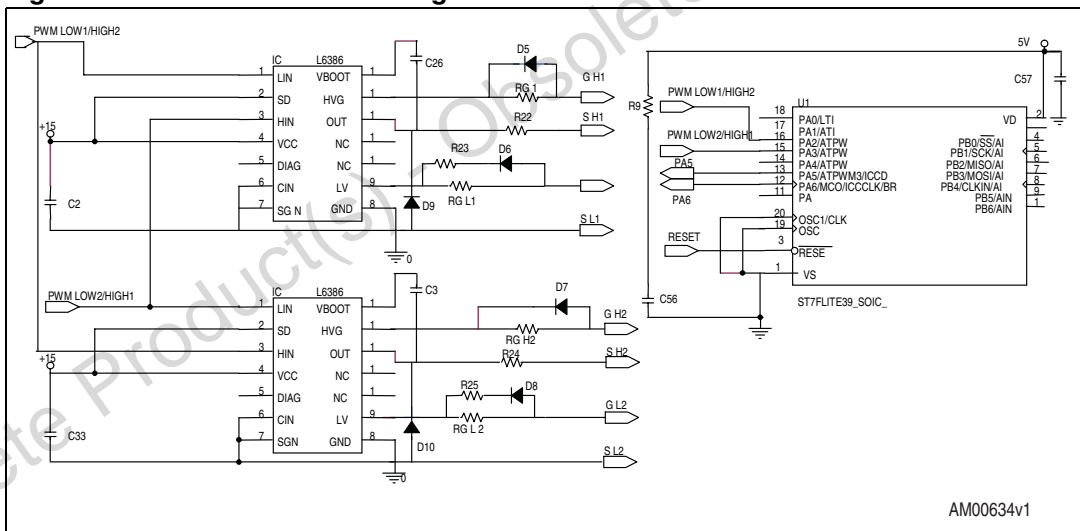 PWM LOW1/HIGH2
IC L6386
1 LIN VBOOT 1
2 SD HVG 1
3 HIN OUT 1
4 VCC NC 1
5 DIAG NC 1
6 CIN LV 9
7 SG N GND 8
+15
C2
C26
D5
RG 1
G H1
R22
S H1
R23
D6
RG L1
D9
S L1
0
PWM LOW2/HIGH1
IC L6386
1 LIN VBOOT 1
2 SD HVG 1
3 HIN OUT 1
4 VCC NC 1
5 DIAG NC 1
6 CIN LV 9
7 SGN GND 8
+15
C33
C3
D7
RG H2
G H2
R24
S H2
R25
D8
RG L 2
G L2
D10
S L2
0
5V
C57
R9
C56
PWM LOW1/HIGH2
PWM LOW2/HIGH1
PA5
PA6
RESET
U1
18 PA0/LTI VD 2
17 PA1/ATI
16 PA2/ATPW PB0/SS/AI 4
15 PA3/ATPW PB1/SCK/AI 5
14 PA4/ATPW PB2/MISO/AI 6
13 PA5/ATPWM3/ICCD PB3/MOSI/AI 7
12 PA6/MCO/ICCCLK/BR PB4/CLKIN/AI 8
11 PA PB5/AIN 9
PB6/AIN 1
20 OSC1/CLK
19 OSC
3 RESE
1 VS
ST7FLITE39_SOIC_
AM00634v1
ete Product(s) - Obsolete